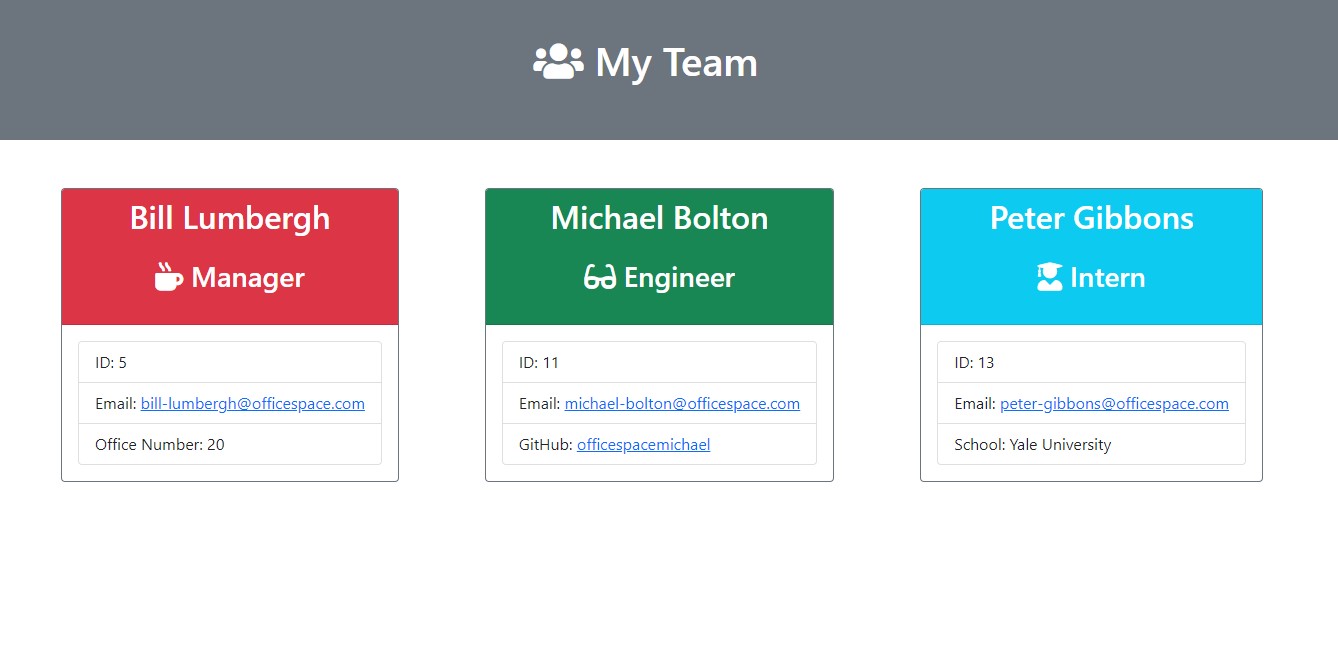 My Team
Bill Lumbergh
Manager
ID: 5
Email: bill-lumbergh@officespace.com
Office Number: 20
Michael Bolton
Engineer
ID: 11
Email: michael-bolton@officespace.com
GitHub: officespacemichael
Peter Gibbons
Intern
ID: 13
Email: peter-gibbons@officespace.com
School: Yale University